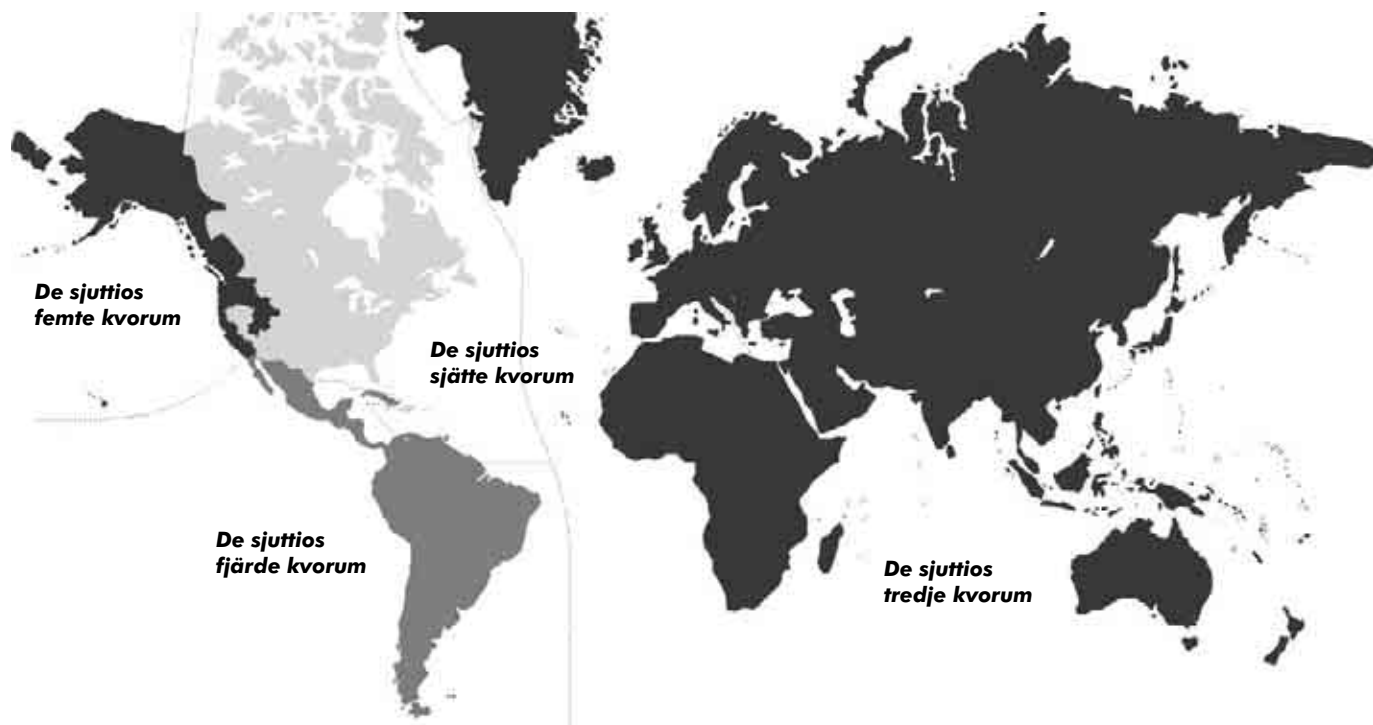 De sjuttios
femte kvorum
De sjuttios
sjätte kvorum
De sjuttios
fjärde kvorum
De sjuttios
tredje kvorum